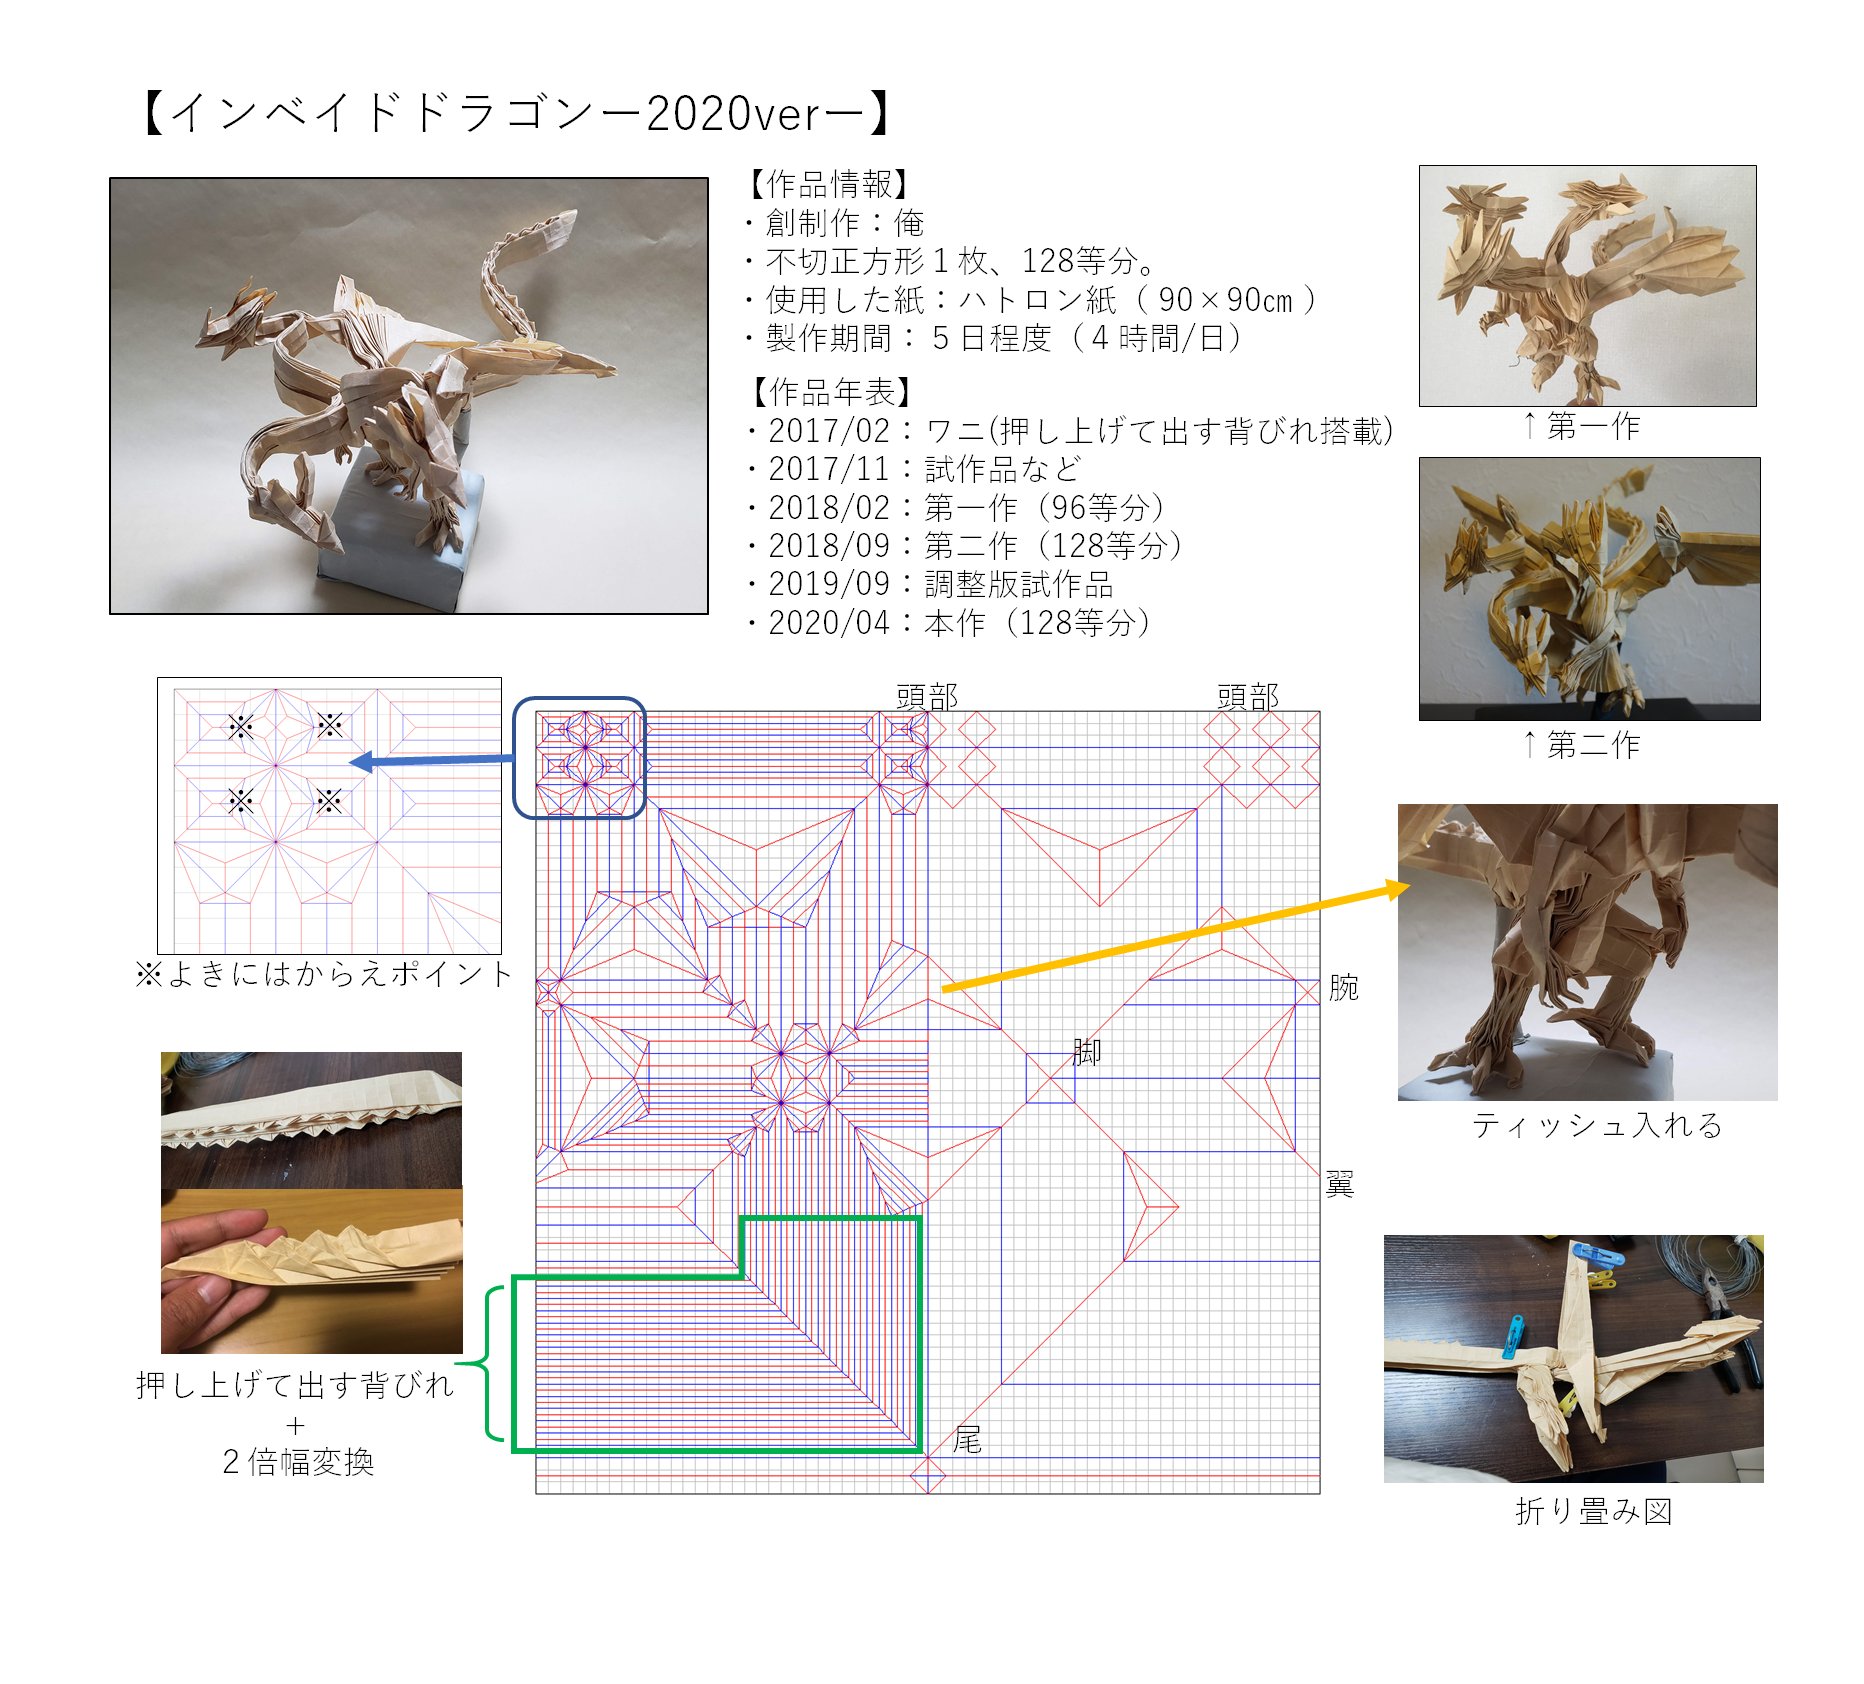 【インベイドドラゴンー2020verー】
【作品情報】
・創制作：俺
・不切正方形１枚、128等分。
・使用した紙：ハトロン紙（90×90㎝）
・製作期間：５日程度（４時間/日）
【作品年表】
・2017/02：ワニ(押し上げて出す背びれ搭載)
・2017/11：試作品など
・2018/02：第一作（96等分）
・2018/09：第二作（128等分）
・2019/09：調整版試作品
・2020/04：本作（128等分）
↑第一作
↑第二作
頭部
頭部
※
※
※
※
※よきにはからえポイント
腕
脚
翼
尾
ティッシュ入れる
押し上げて出す背びれ
＋
２倍幅変換
折り畳み図